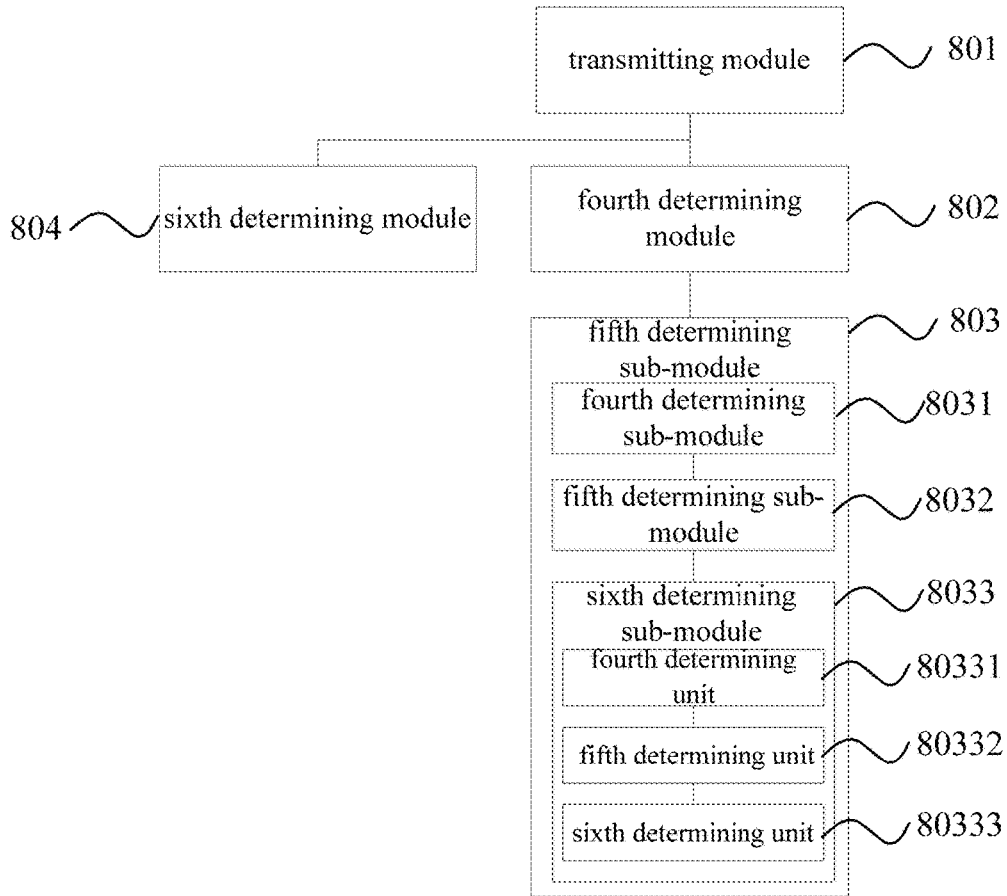 transmitting module
801
sixth determining module
804
fourth determining
module
802
fifth determining
sub-module
803
fourth determining
sub-module
8031
fifth determining sub-
module
8032
sixth determining
sub-module
8033
fourth determining
unit
80331
fifth determining unit
80332
sixth determining unit
80333